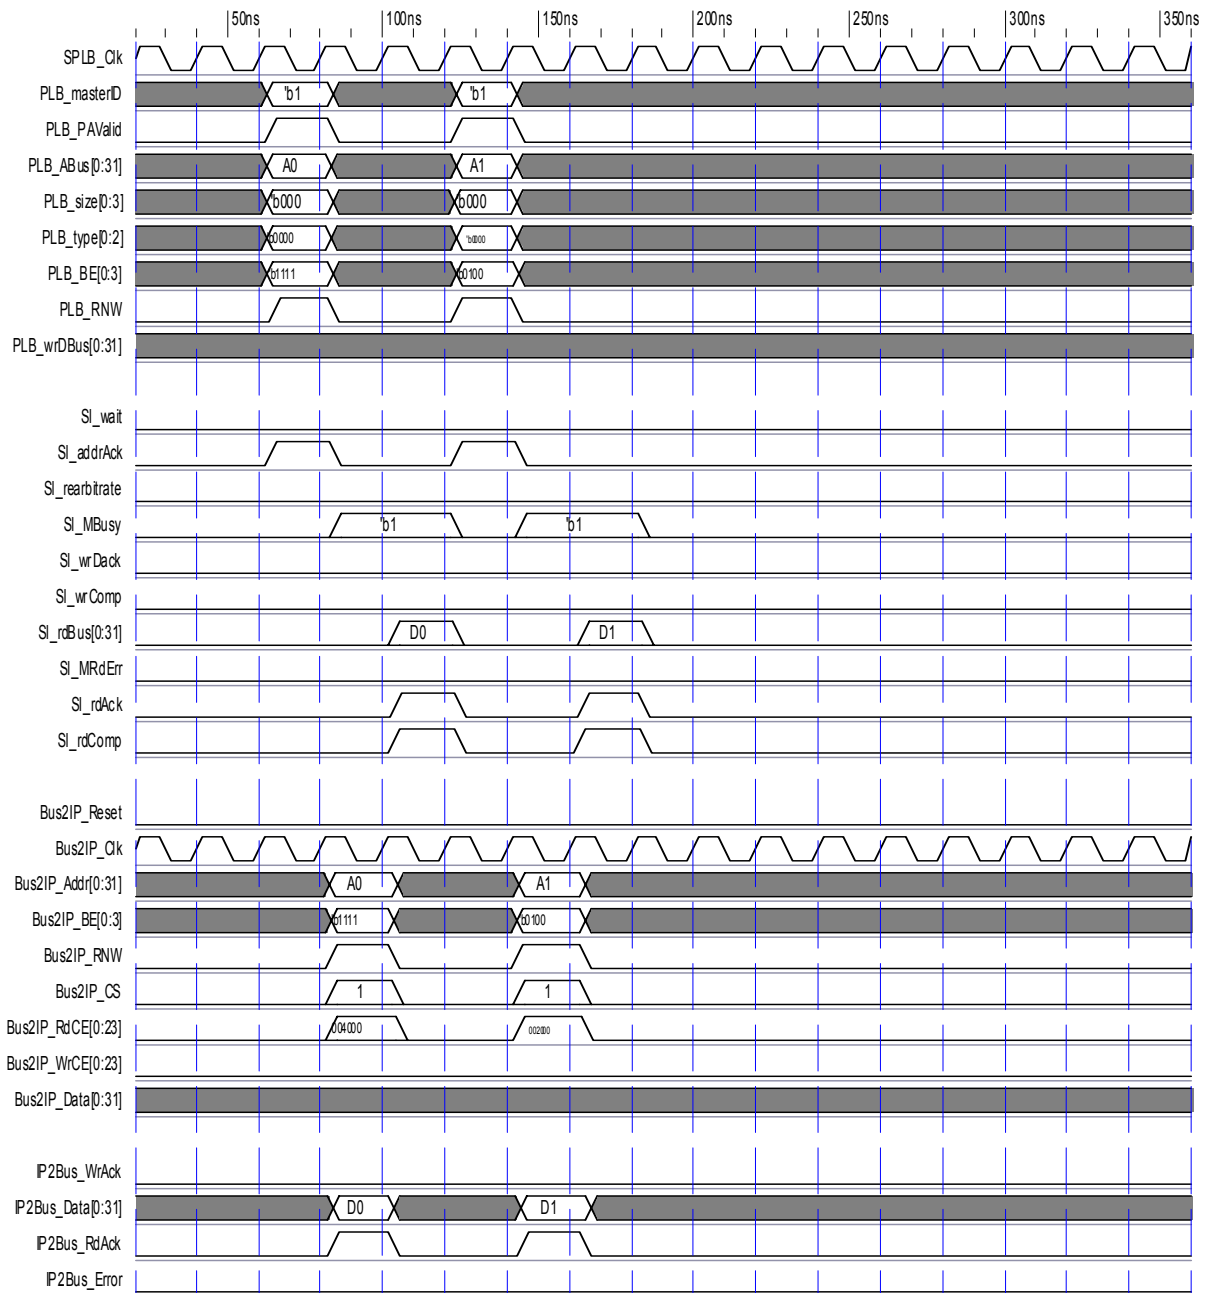 50ns 100ns 150ns 200ns 250ns 300ns 350ns
SPLB_Clk
PLB_masterID 'b1 'b1
PLB_PAValid
PLB_ABus[0:31] A0 A1
PLB_size[0:3] 'b000 'b000
PLB_type[0:2] 'b0000 'b0000
PLB_BE[0:3] 'b1111 'b0100
PLB_RNW
PLB_wrDBus[0:31]
Sl_wait
Sl_addrAck
Sl_rearbitrate
Sl_MBusy 'b1 'b1
Sl_wrDack
Sl_wrComp
Sl_rdBus[0:31] D0 D1
Sl_MRdErr
Sl_rdAck
Sl_rdComp
Bus2IP_Reset
Bus2IP_Clk
Bus2IP_Addr[0:31] A0 A1
Bus2IP_BE[0:3] 'b1111 'b0100
Bus2IP_RNW
Bus2IP_CS 1 1
Bus2IP_RdCE[0:23] 004000 002000
Bus2IP_WrCE[0:23]
Bus2IP_Data[0:31]
IP2Bus_WrAck
IP2Bus_Data[0:31] D0 D1
IP2Bus_RdAck
IP2Bus_Error